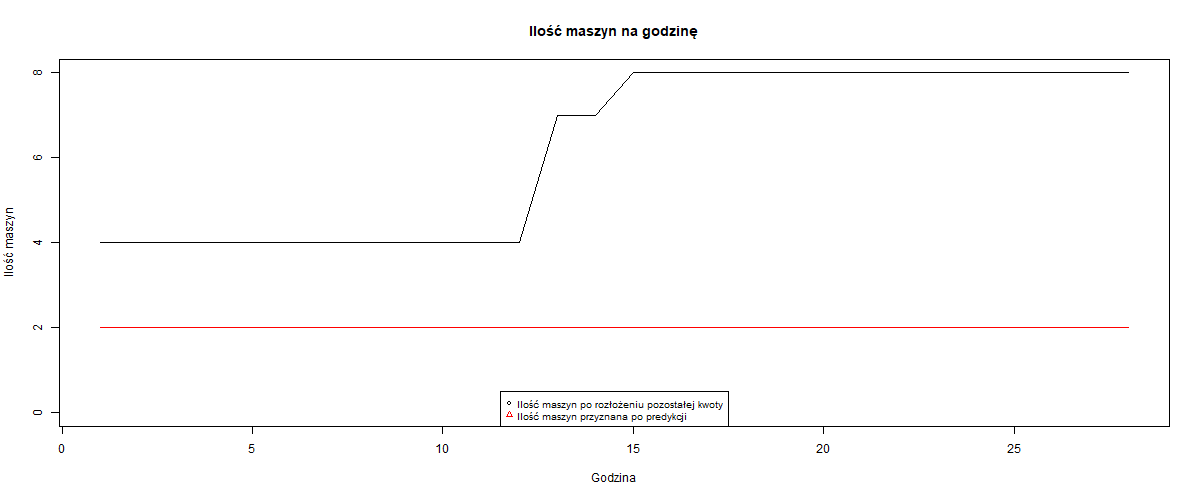 Ilość maszyn na godzinę
8
6
4
2
0
Ilość maszyn
Ilość maszyn po rozłożeniu pozostałej kwoty
Ilość maszyn przyznana po predykcji
0 5 10 15 20 25
Godzina